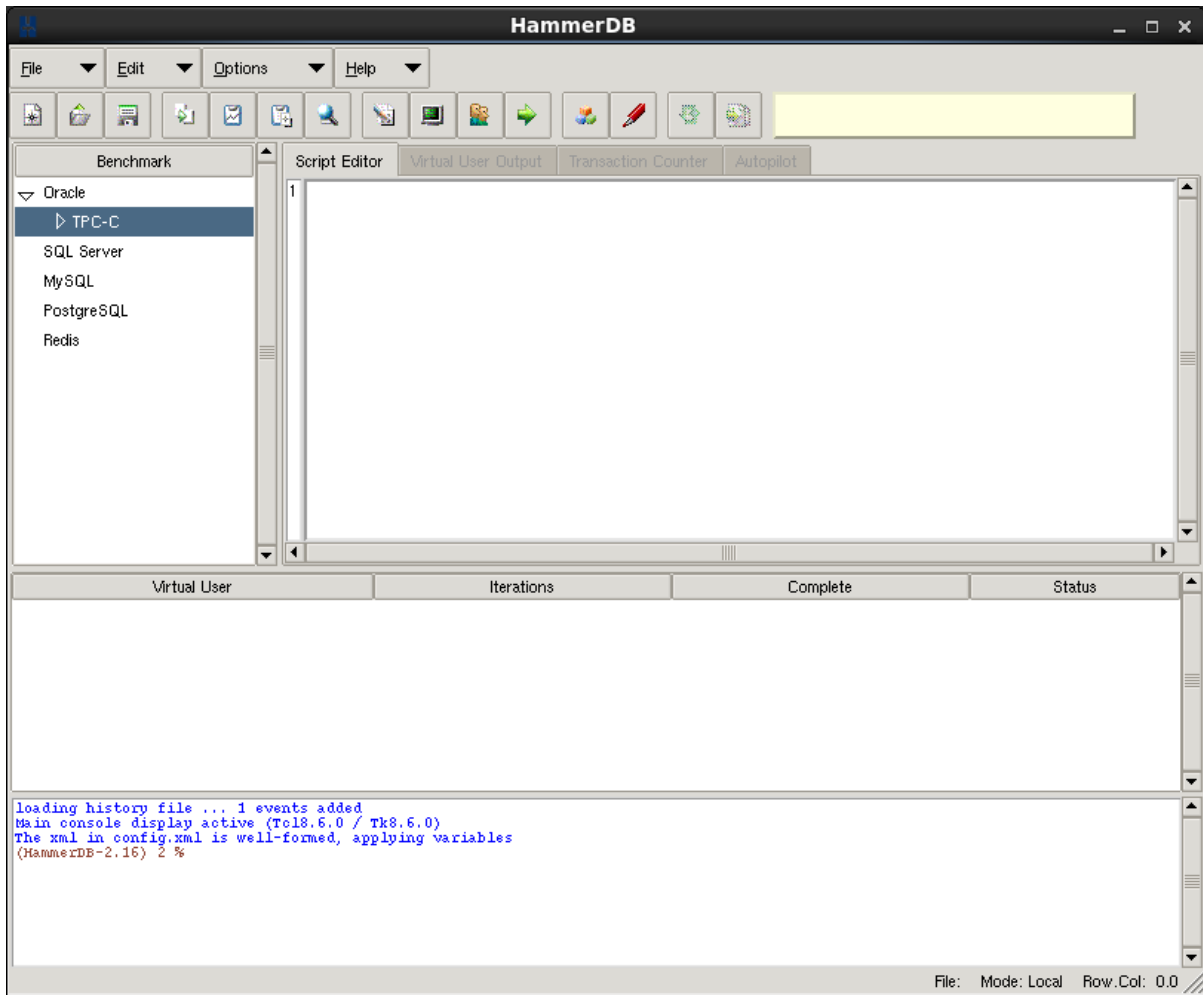 HammerDB
File Edit Options Help
Benchmark
Oracle
TPC-C
SQL Server
MySQL
PostgreSQL
Redis
Script Editor Virtual User Output Transaction Counter Autopilot
1
Virtual User Iterations Complete Status
loading history file ... 1 events added
Main console display active (Tcl8.6.0 / Tk8.6.0)
The xml in config.xml is well-formed, applying variables
(HammerDB-2.16) 2 %
File: Mode: Local Row.Col: 0.0